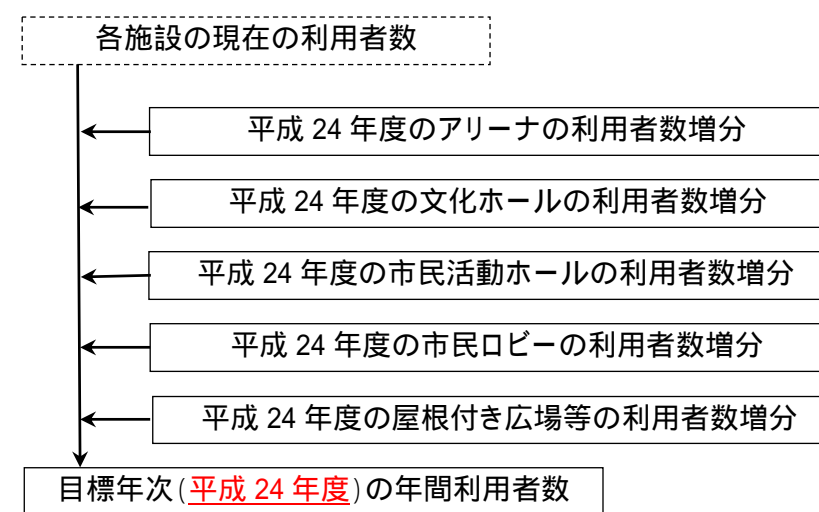 各施設の現在の利用者数
平成 24 年度のアリーナの利用者数増分
平成 24 年度の文化ホールの利用者数増分
平成 24 年度の市民活動ホールの利用者数増分
平成 24 年度の市民ロビーの利用者数増分
平成 24 年度の屋根付き広場等の利用者数増分
目標年次(平成 24 年度)の年間利用者数